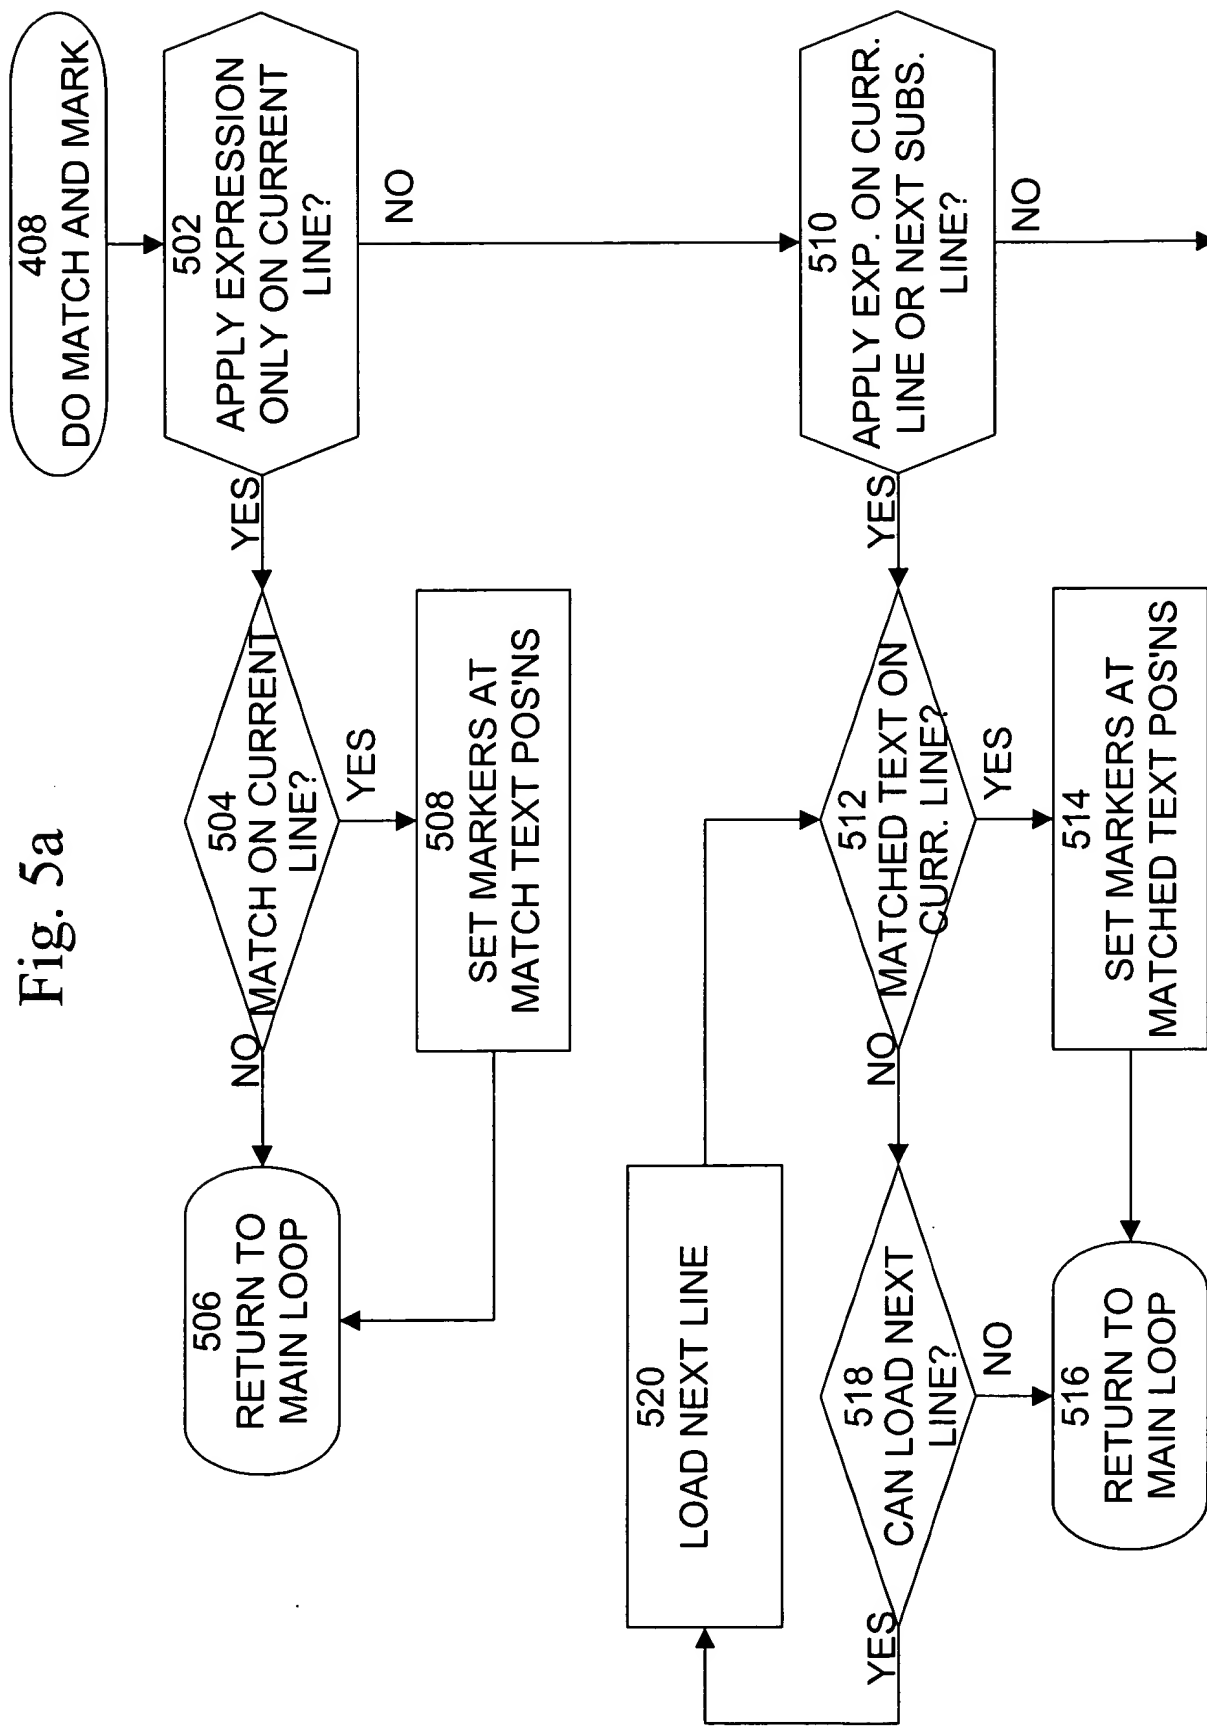 Fig. 5a
408
DO MATCH AND MARK
502
APPLY EXPRESSION
ONLY ON CURRENT
LINE?
YES
NO
504
MATCH ON CURRENT
LINE?
NO
YES
506
RETURN TO
MAIN LOOP
508
SET MARKERS AT
MATCH TEXT POS'NS
510
APPLY EXP. ON CURR.
LINE OR NEXT SUBS.
LINE?
YES
NO
512
MATCHED TEXT ON
CURR. LINE?
NO
YES
514
SET MARKERS AT
MATCHED TEXT POS'NS
518
CAN LOAD NEXT
LINE?
YES
NO
520
LOAD NEXT LINE
516
RETURN TO
MAIN LOOP